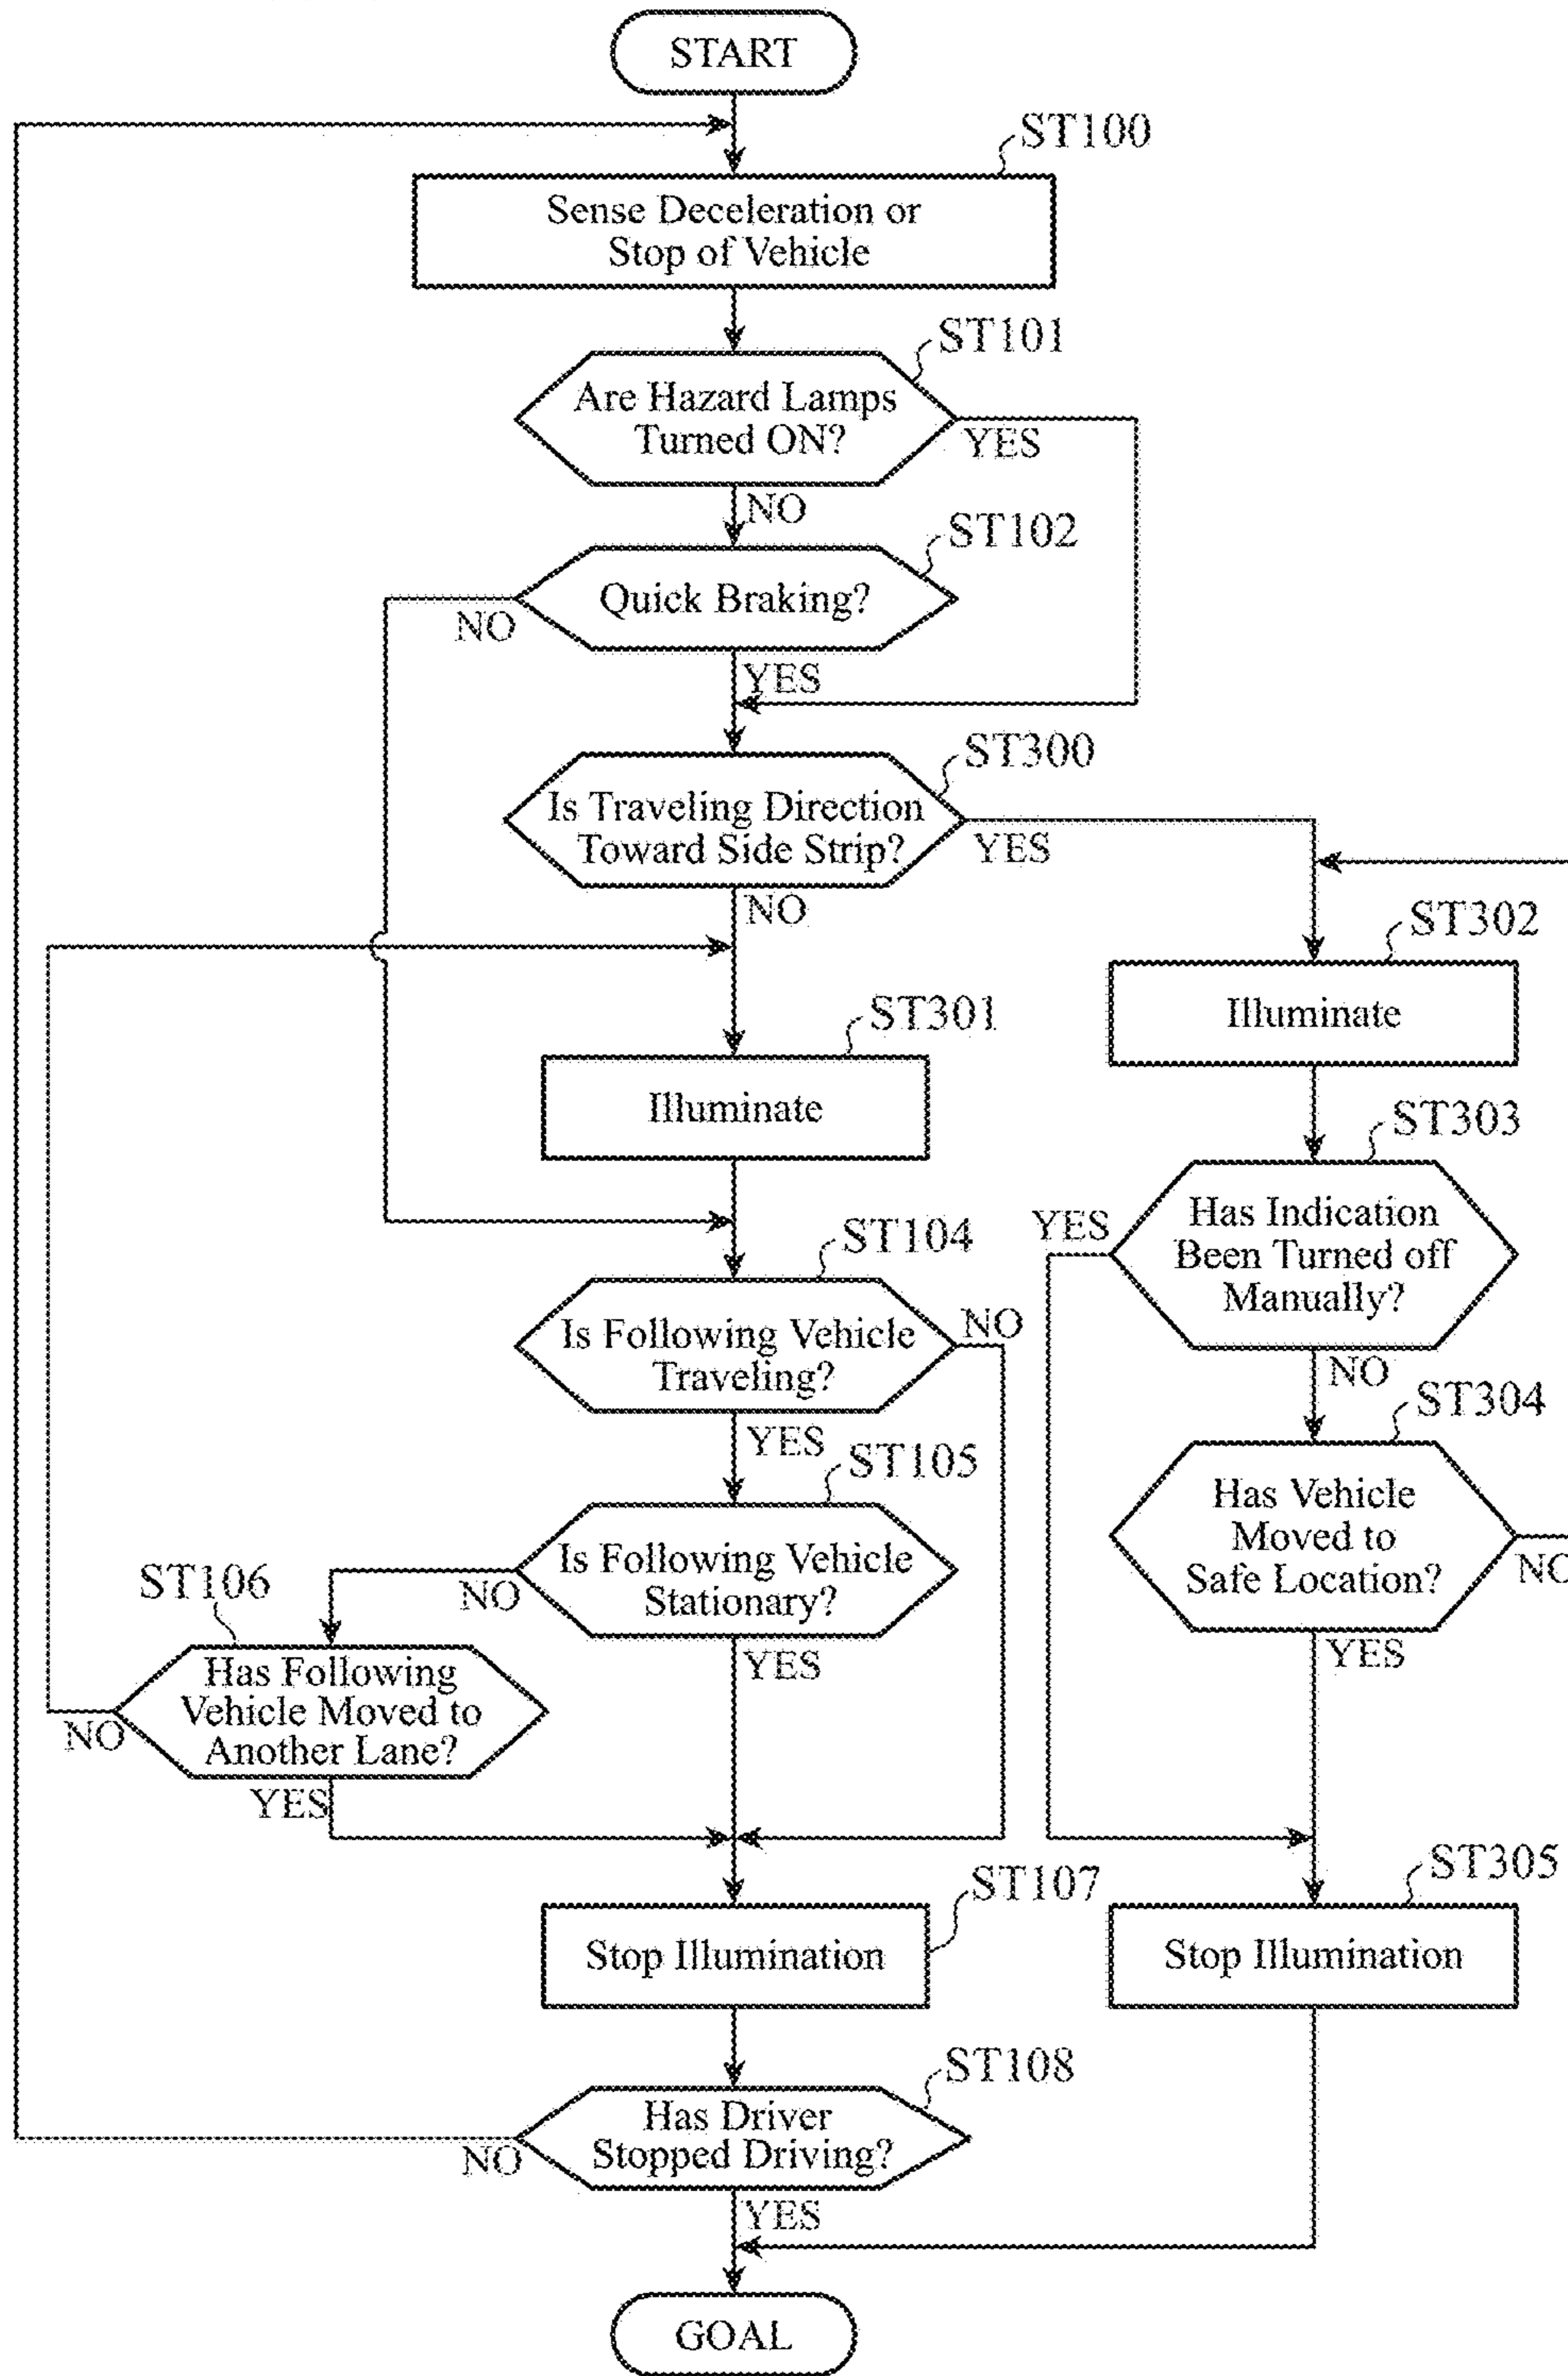 START
ST100
Sense Deceleration or
Stop of Vehicle
ST101
Are Hazard Lamps
Turned ON?
YES
NO
ST102
Quick Braking?
NO
YES
ST300
Is Traveling Direction
Toward Side Strip?
YES
NO
ST302
Illuminate
ST301
Illuminate
ST303
Has Indication
Been Turned off
Manually?
YES
NO
ST104
Is Following Vehicle
Traveling?
NO
YES
ST304
Has Vehicle
Moved to
Safe Location?
NO
YES
ST105
Is Following Vehicle
Stationary?
NO
YES
ST106
Has Following
Vehicle Moved to
Another Lane?
NO
YES
ST107
Stop Illumination
ST305
Stop Illumination
ST108
Has Driver
Stopped Driving?
NO
YES
GOAL